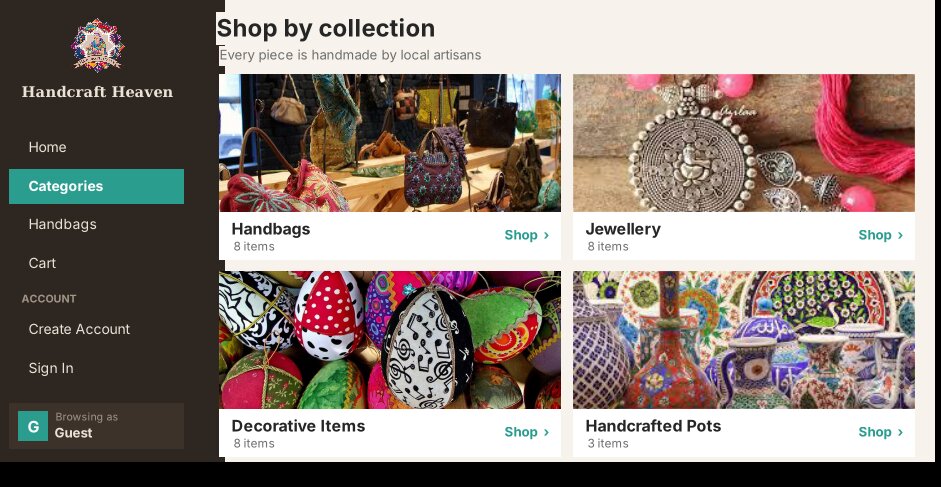 Handcraft Heaven
Home
Categories
Handbags
Cart
ACCOUNT
Create Account
Sign In
G
Browsing as
Guest
Shop by collection
Every piece is handmade by local artisans
Handbags
8 items
Shop ›
Jewellery
8 items
Shop ›
Decorative Items
8 items
Shop ›
Handcrafted Pots
3 items
Shop ›